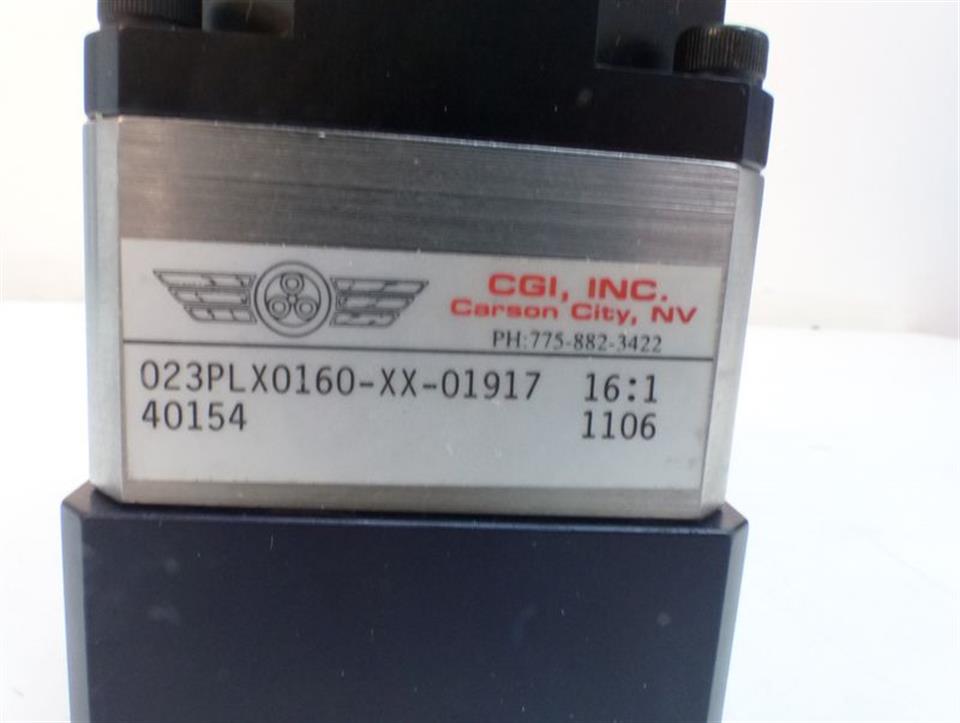 CGI, INC.
Carson City, NV
PH:775-882-3422
023PLX0160-XX-01917 16:1
40154 1106